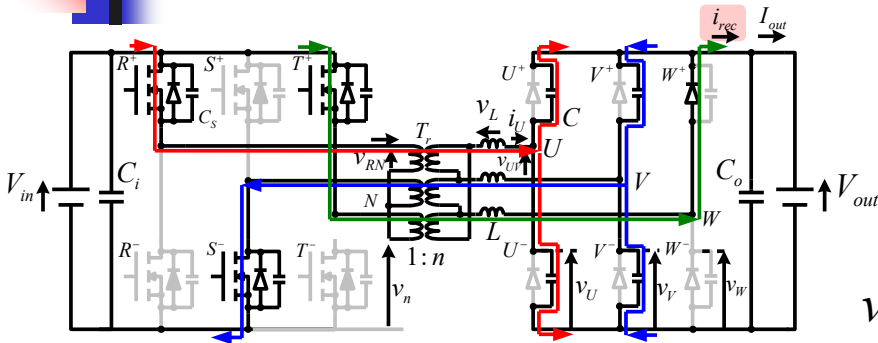 i_rec I_out
R⁺ S⁺ T⁺ U⁺ V⁺ W⁺
C_S
v_L i_U C
T_r
v_RN v_UV U
V_in C_i N V C_o V_out
W
L
R⁻ S⁻ T⁻ U⁻ V⁻ W⁻
1:n
v_n v_U v_V v_W
v